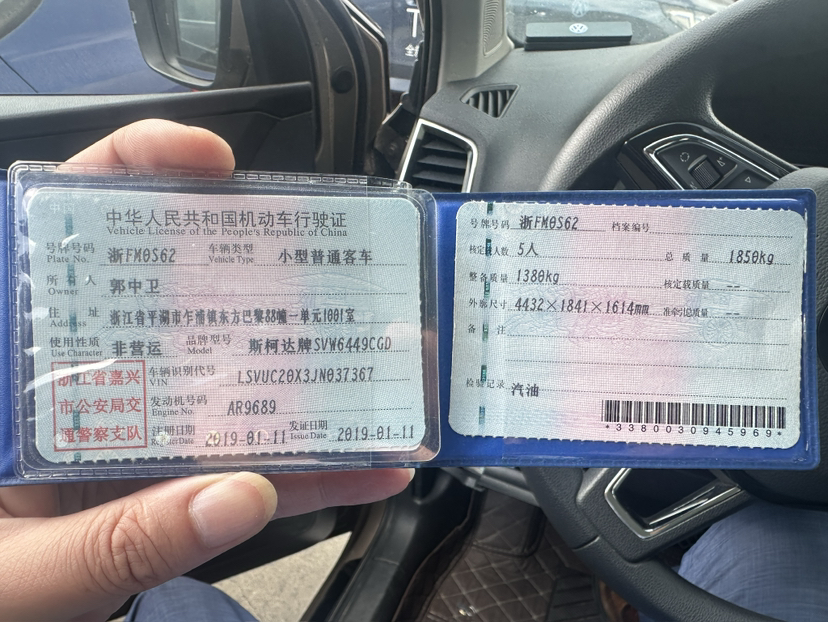 中华人民共和国机动车行驶证
Vehicle License of the People's Republic of China
号牌号码 浙FM0S62 车辆类型 小型普通客车
Plate No. Vehicle Type
所有人 郭中卫
Owner
住址 浙江省平湖市乍浦镇东方巴黎88幢一单元1001室
Address
使用性质 非营运 品牌型号 斯柯达牌SVW6449CGD
Use Character Model
车辆识别代号 LSVUC20X3JN037367
VIN
发动机号码 AR9689
Engine No.
注册日期 2019-01-11 发证日期 2019-01-11
Register Date Issue Date
浙江省嘉兴
市公安局交
通警察支队
号牌号码 浙FM0S62 档案编号
核定载人数 5人 总质量 1850kg
整备质量 1380kg 核定载质量 --
外廓尺寸 4432×1841×1614mm 准牵引总质量 --
备注
检验记录 汽油
*3380030945969*